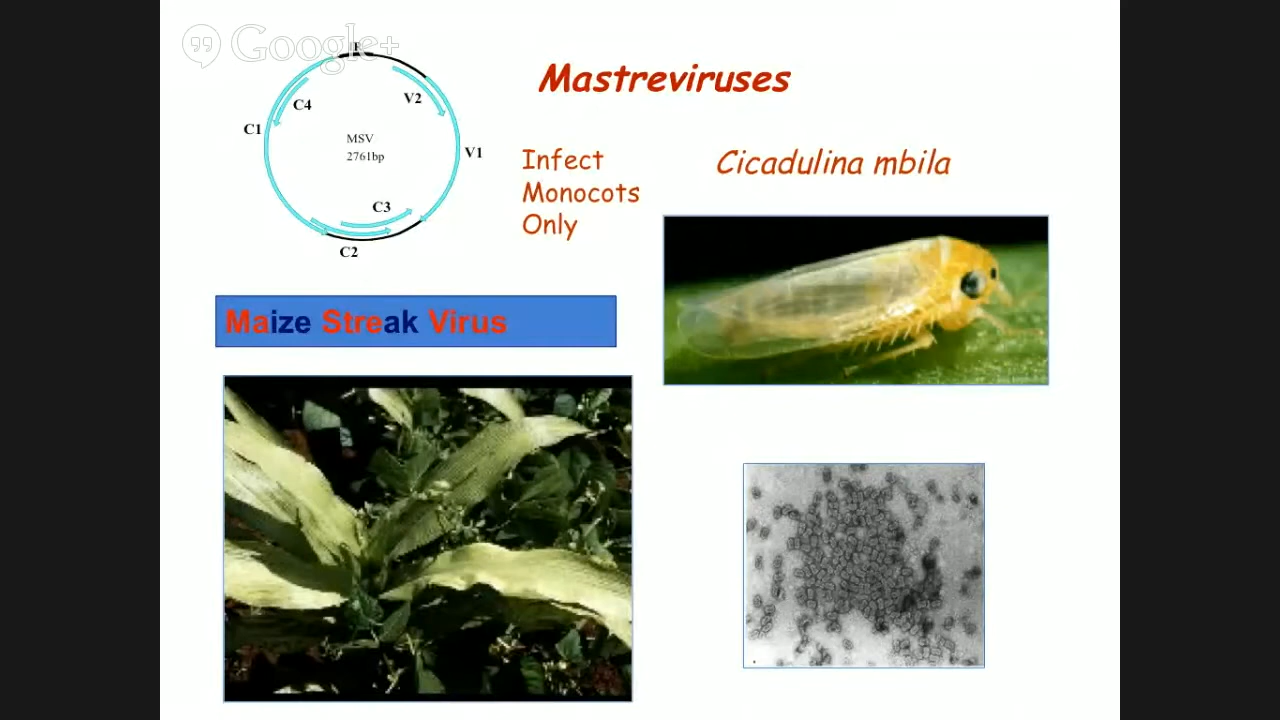 Google+
R
Mastreviruses
C4
V2
C1
MSV
2761bp
V1
C3
C2
Infect
Monocots
Only
Cicadulina mbila
Maize Streak Virus